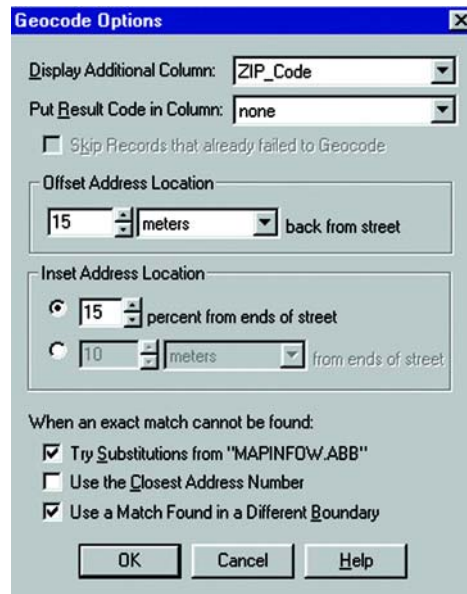 Geocode Options
Display Additional Column: ZIP_Code
Put Result Code in Column: none
Skip Records that already failed to Geocode
Offset Address Location
15 meters back from street
Inset Address Location
15 percent from ends of street
10 meters from ends of street
When an exact match cannot be found:
Try Substitutions from "MAPINFOW.ABB"
Use the Closest Address Number
Use a Match Found in a Different Boundary
OK Cancel Help